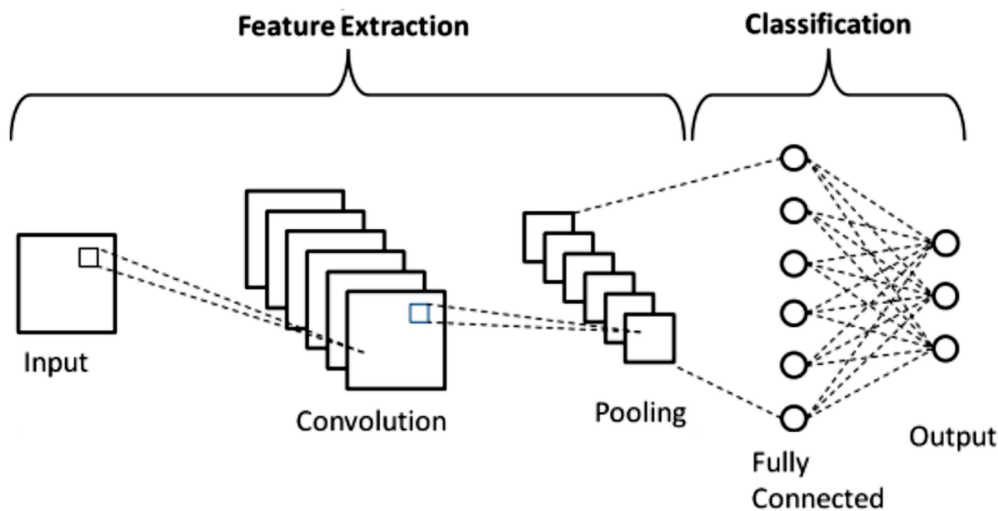 Feature Extraction
Classification
Input
Convolution
Pooling
Fully
Connected
Output